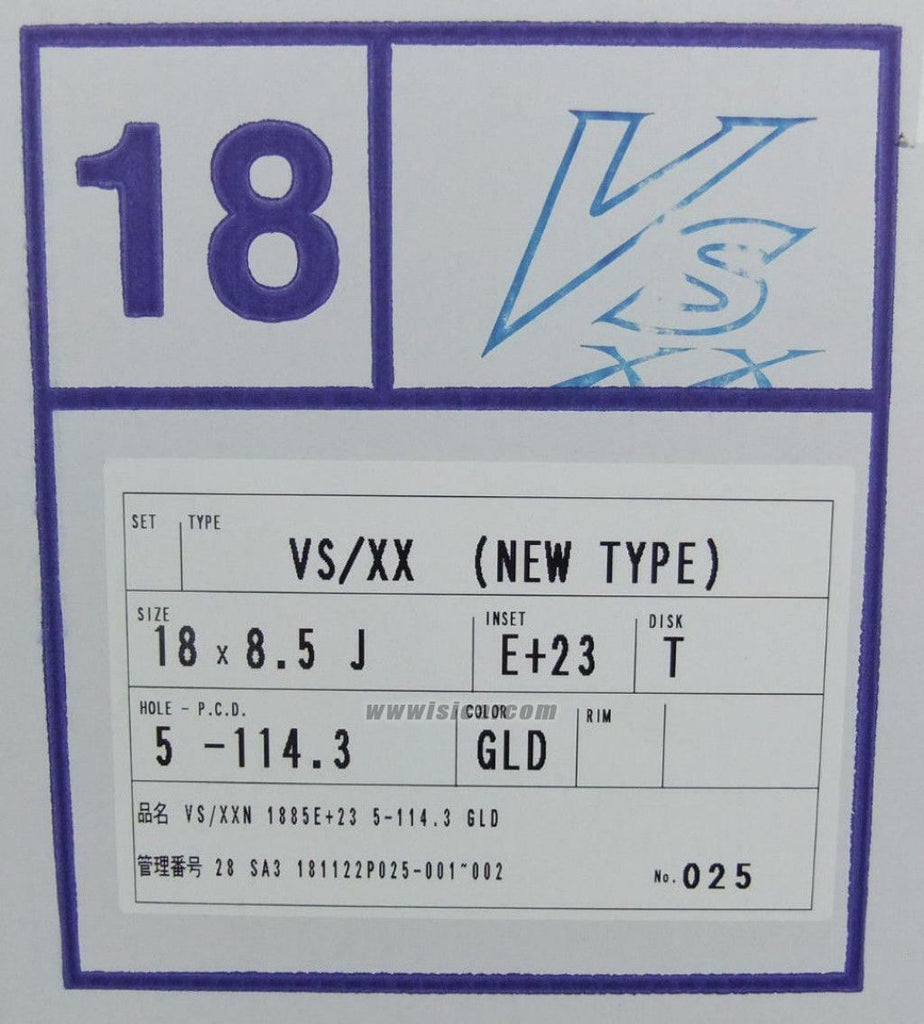 18
VS
XX
SET TYPE
VS/XX (NEW TYPE)
SIZE INSET DISK
18 x 8.5 J E+23 T
HOLE - P.C.D. COLOR RIM
5 -114.3 GLD
品名 VS/XXN 1885E+23 5-114.3 GLD
管理番号 28 SA3 181122P025-001~002
No. 025